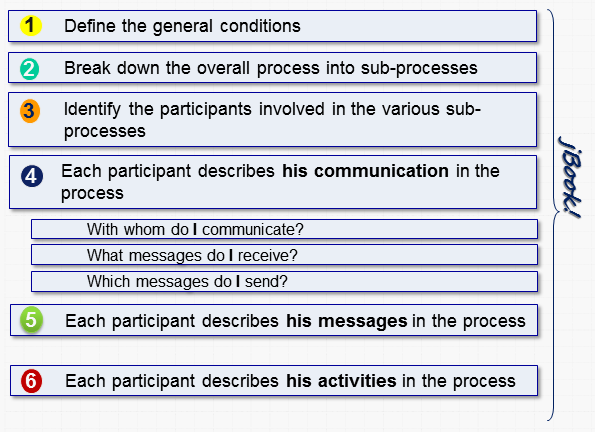 1 Define the general conditions
2 Break down the overall process into sub-processes
3 Identify the participants involved in the various sub-
processes
4 Each participant describes his communication in the
process
With whom do I communicate?
What messages do I receive?
Which messages do I send?
5 Each participant describes his messages in the process
6 Each participant describes his activities in the process
jBook!